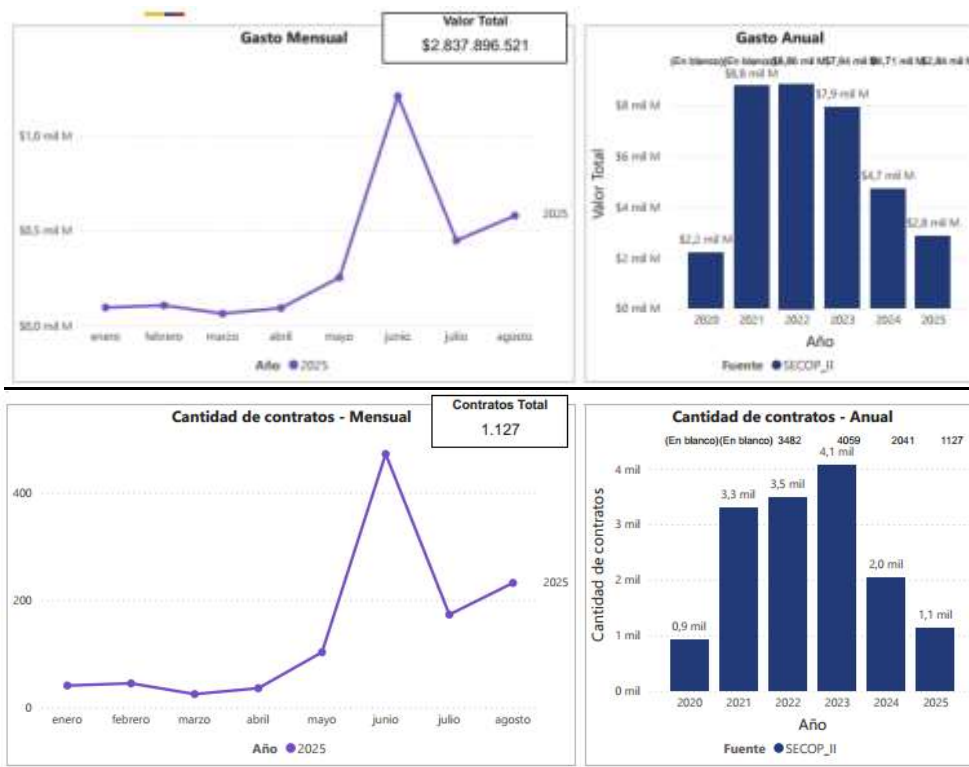 Gasto Mensual
Valor Total
$2.837.896.521
$1,0 mil M
$0,5 mil M
$0,0 mil M
2025
enero febrero marzo abril mayo junio julio agosto
Año 2025
Gasto Anual
(En blanco)(En blanco) $7,94 mil M
$8,8 mil M
$7,9 mil M
$4,7 mil M
$2,8 mil M
$2,2 mil M
Valor Total
$8 mil M
$6 mil M
$4 mil M
$2 mil M
$0 mil M
2020 2021 2022 2023 2024 2025
Año
Fuente SECOP_II
Cantidad de contratos - Mensual
Contratos Total
1.127
400
200
0
2025
enero febrero marzo abril mayo junio julio agosto
Año 2025
Cantidad de contratos - Anual
(En blanco)(En blanco) 3482 4059 2041 1127
4,1 mil
3,5 mil
3,3 mil
2,0 mil
1,1 mil
0,9 mil
Cantidad de contratos
4 mil
3 mil
2 mil
1 mil
0 mil
2020 2021 2022 2023 2024 2025
Año
Fuente SECOP_II